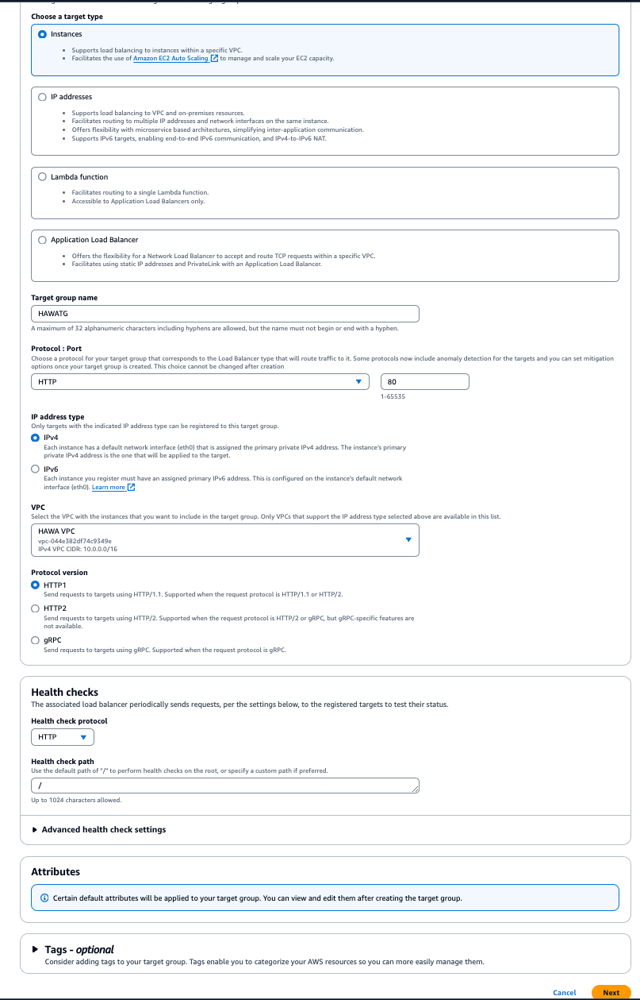 Choose a target type
Instances
Supports load balancing to instances within a specific VPC.
Facilitates the use of Amazon EC2 Auto Scaling to manage and scale your EC2 capacity.
IP addresses
Supports load balancing to VPC and on-premises resources.
Facilitates routing to multiple IP addresses and network interfaces on the same instance.
Offers flexibility with microservice based architectures, simplifying inter-application communication.
Supports IPv6 targets, enabling end-to-end IPv6 communication, and IPv4-to-IPv6 NAT.
Lambda function
Facilitates routing to a single Lambda function.
Accessible to Application Load Balancers only.
Application Load Balancer
Offers the flexibility for a Network Load Balancer to accept and route TCP requests within a specific VPC.
Facilitates using static IP addresses and PrivateLink with an Application Load Balancer.
Target group name
HAWATG
A maximum of 32 alphanumeric characters including hyphens are allowed, but the name must not begin or end with a hyphen.
Protocol : Port
Choose a protocol for your target group that corresponds to the Load Balancer type that will route traffic to it. Some protocols now include anomaly detection for the targets and you can set mitigation
options once your target group is created. This choice cannot be changed after creation
HTTP
80
1-65535
IP address type
Only targets with the indicated IP address type can be registered to this target group.
IPv4
Each instance has a default network interface (eth0) that is assigned the primary private IPv4 address. The instance's primary
private IPv4 address is the one that will be applied to the target.
IPv6
Each instance you register must have an assigned primary IPv6 address. This is configured on the instance's default network
interface (eth0). Learn more
VPC
Select the VPC with the instances that you want to include in the target group. Only VPCs that support the IP address type selected above are available in this list.
HAWA VPC
vpc-044e382df74c9349e
IPv4 VPC CIDR: 10.0.0.0/16
Protocol version
HTTP1
Send requests to targets using HTTP/1.1. Supported when the request protocol is HTTP/1.1 or HTTP/2.
HTTP2
Send requests to targets using HTTP/2. Supported when the request protocol is HTTP/2 or gRPC, but gRPC-specific features are
not available.
gRPC
Send requests to targets using gRPC. Supported when the request protocol is gRPC.
Health checks
The associated load balancer periodically sends requests, per the settings below, to the registered targets to test their status.
Health check protocol
HTTP
Health check path
Use the default path of "/" to perform health checks on the root, or specify a custom path if preferred.
/
Up to 1024 characters allowed.
Advanced health check settings
Attributes
Certain default attributes will be applied to your target group. You can view and edit them after creating the target group.
Tags - optional
Consider adding tags to your target group. Tags enable you to categorize your AWS resources so you can more easily manage them.
Cancel
Next